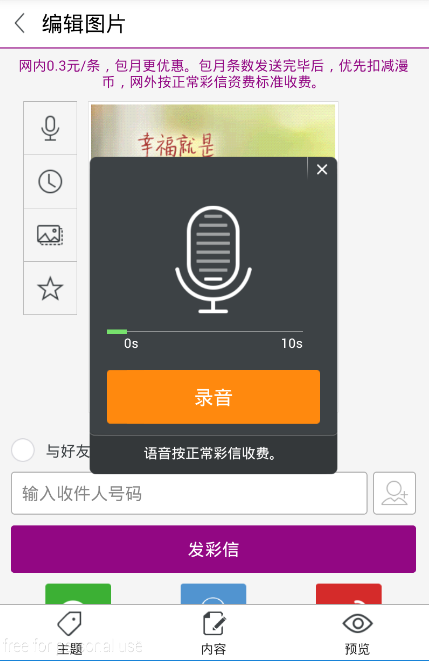 编辑图片
网内0.3元/条，包月更优惠。包月条数发送完毕后，优先扣减漫
币，网外按正常彩信资费标准收费。
幸福就是
0s 10s
录音
语音按正常彩信收费。
与好友
输入收件人号码
发彩信
主题 内容 预览
free for personal use